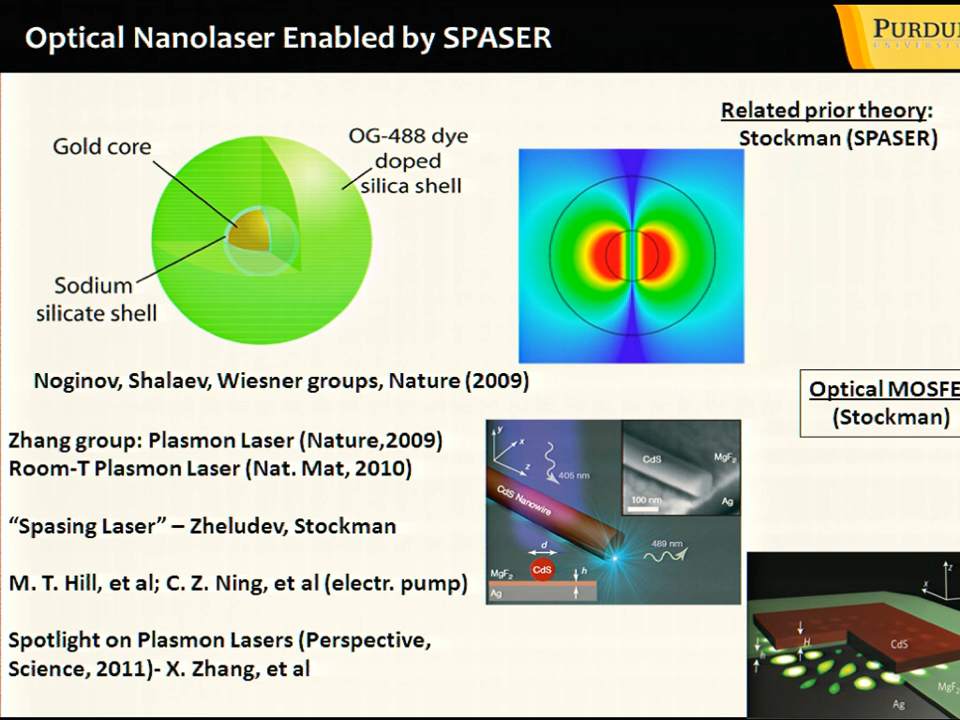 Optical Nanolaser Enabled by SPASER
PURDU
UNIVERSITY
Related prior theory:
Stockman (SPASER)
Gold core
OG-488 dye
doped
silica shell
Sodium
silicate shell
Noginov, Shalaev, Wiesner groups, Nature (2009)
Optical MOSFE
(Stockman)
Zhang group: Plasmon Laser (Nature,2009)
Room-T Plasmon Laser (Nat. Mat, 2010)
“Spasing Laser” – Zheludev, Stockman
M. T. Hill, et al; C. Z. Ning, et al (electr. pump)
Spotlight on Plasmon Lasers (Perspective,
Science, 2011)- X. Zhang, et al
y
x
z
405 nm
CdS Nanowire
CdS
MgF2
100 nm
Ag
489 nm
d
MgF2
CdS
h
Ag
z
x
H
h
CdS
MgF2
Ag